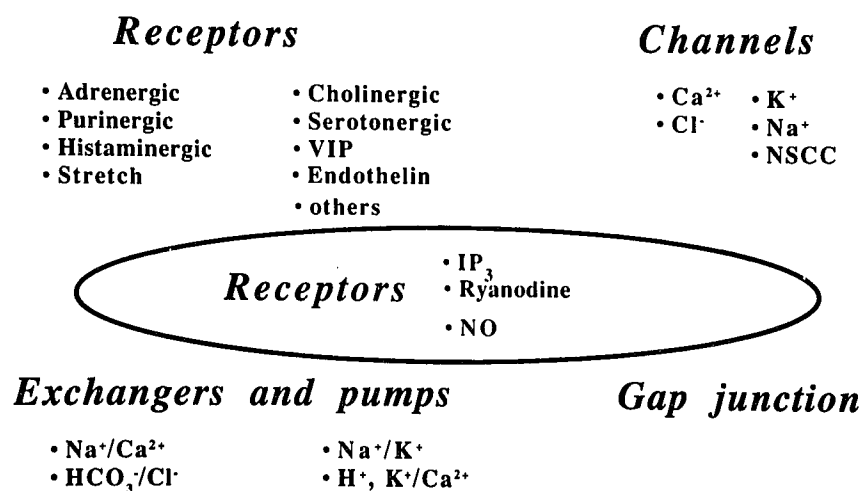 Receptors
• Adrenergic
• Purinergic
• Histaminergic
• Stretch
• Cholinergic
• Serotonergic
• VIP
• Endothelin
• others
Channels
• Ca²⁺
• Cl⁻
• K⁺
• Na⁺
• NSCC
Receptors
• IP₃
• Ryanodine
• NO
Exchangers and pumps
• Na⁺/Ca²⁺
• HCO₃⁻/Cl⁻
• Na⁺/K⁺
• H⁺, K⁺/Ca²⁺
Gap junction